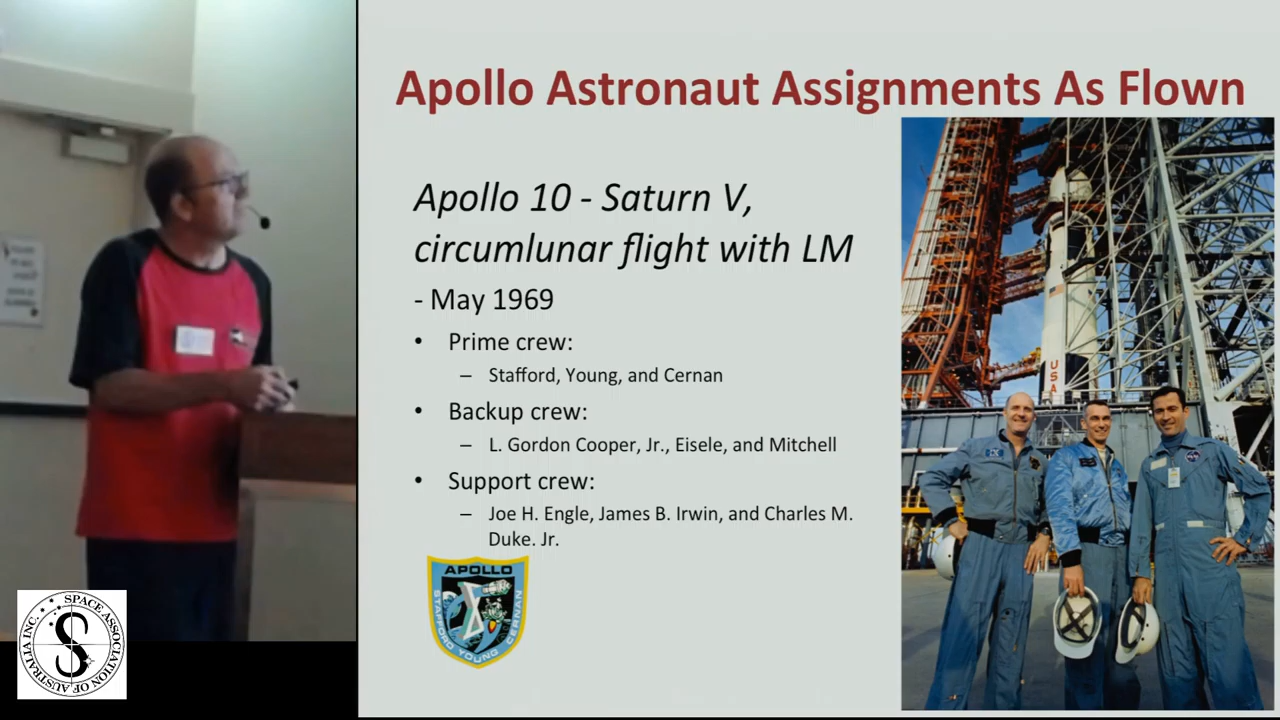 Apollo Astronaut Assignments As Flown
Apollo 10 - Saturn V,
circumlunar flight with LM
- May 1969
• Prime crew:
– Stafford, Young, and Cernan
• Backup crew:
– L. Gordon Cooper, Jr., Eisele, and Mitchell
• Support crew:
– Joe H. Engle, James B. Irwin, and Charles M.
Duke. Jr.
APOLLO
STAFFORD YOUNG CERNAN
USA
SPACE ASSOCIATION OF AUSTRALIA INC.
S